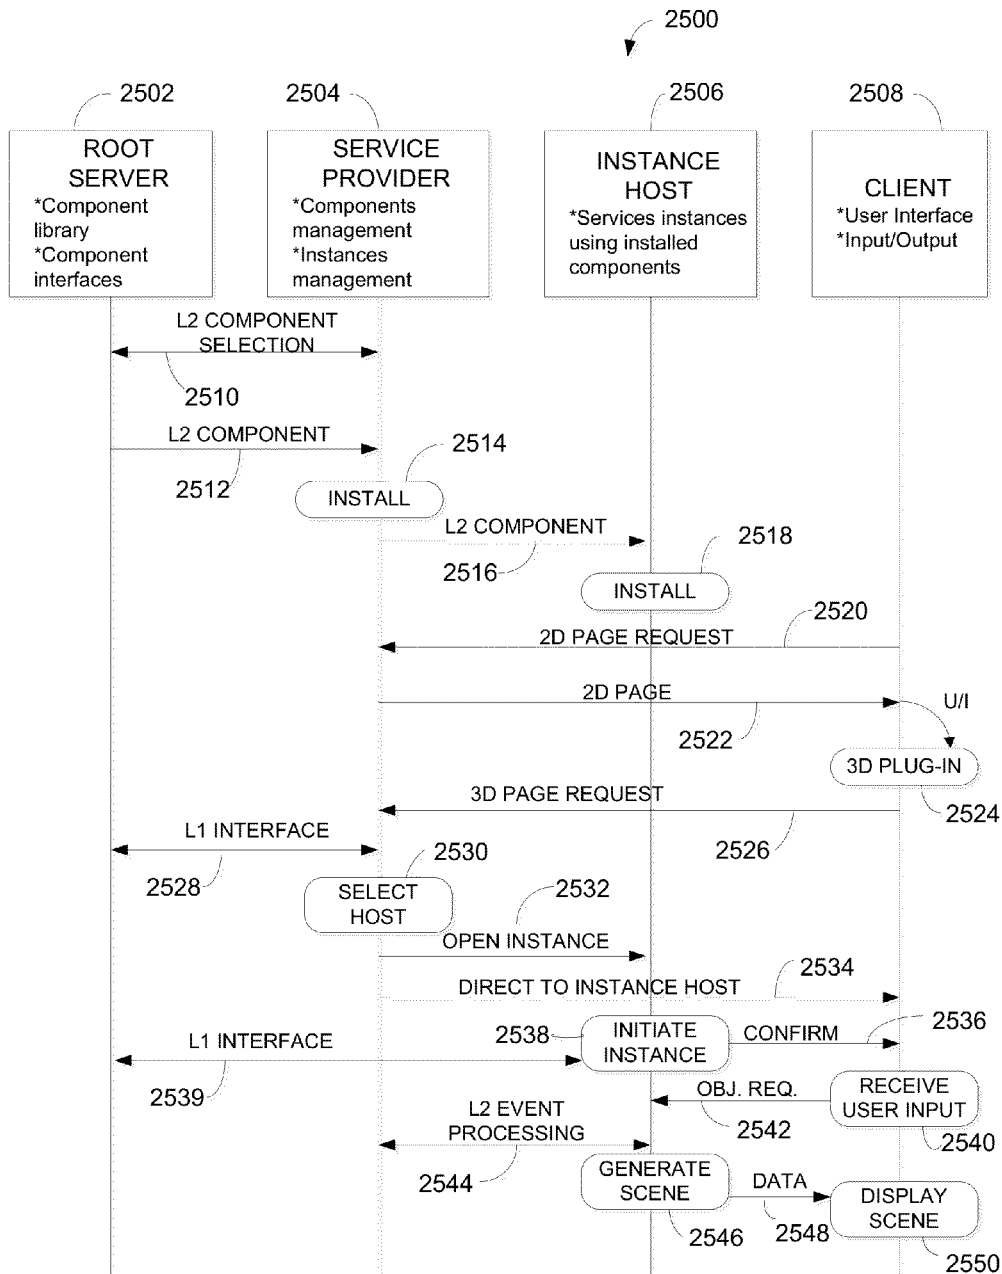 2500
2502
2504
2506
2508
ROOT
SERVER
*Component
library
*Component
interfaces
SERVICE
PROVIDER
*Components
management
*Instances
management
INSTANCE
HOST
*Services instances
using installed
components
CLIENT
*User Interface
*Input/Output
L2 COMPONENT
SELECTION
2510
L2 COMPONENT
2512
2514
INSTALL
L2 COMPONENT
2516
2518
INSTALL
2520
2D PAGE REQUEST
2D PAGE
2522
U/I
3D PLUG-IN
2524
3D PAGE REQUEST
2526
L1 INTERFACE
2528
2530
SELECT
HOST
2532
OPEN INSTANCE
2534
DIRECT TO INSTANCE HOST
2538
INITIATE
INSTANCE
CONFIRM
2536
L1 INTERFACE
2539
OBJ. REQ.
2542
RECEIVE
USER INPUT
2540
L2 EVENT
PROCESSING
2544
GENERATE
SCENE
2546
DATA
2548
DISPLAY
SCENE
2550